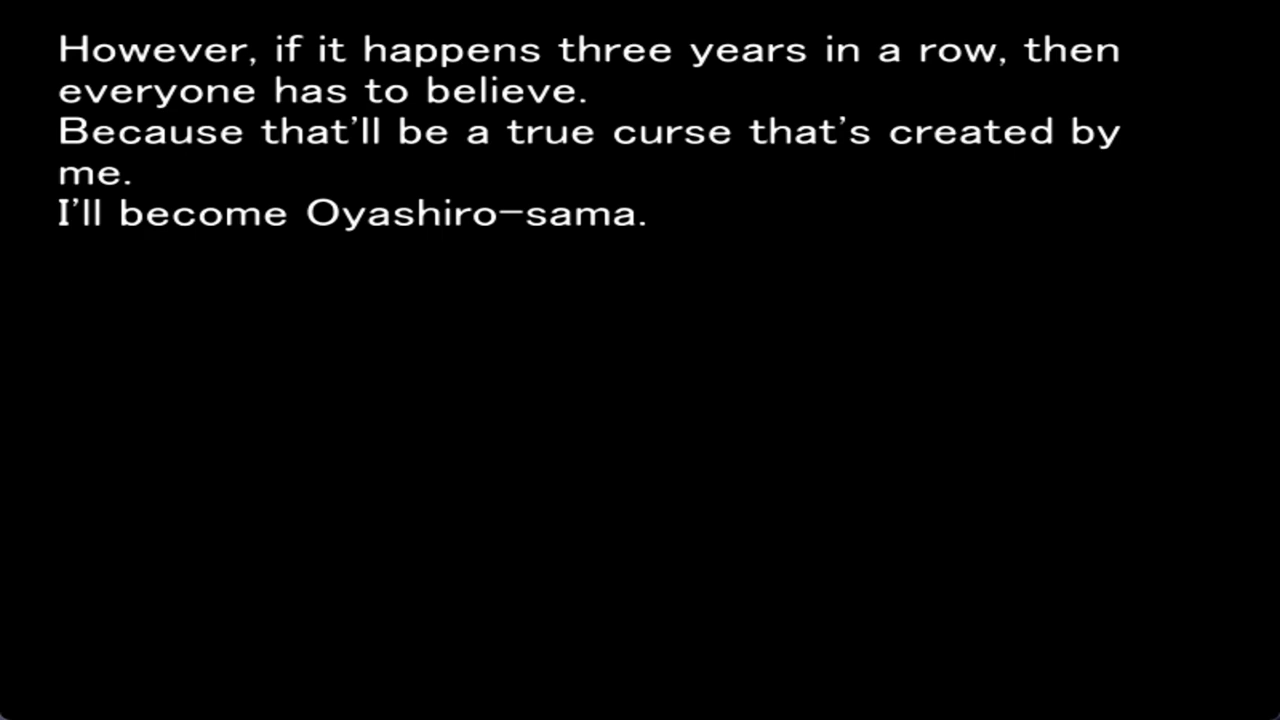 However, if it happens three years in a row, then
everyone has to believe.
Because that'll be a true curse that's created by
me.
I'll become Oyashiro-sama.